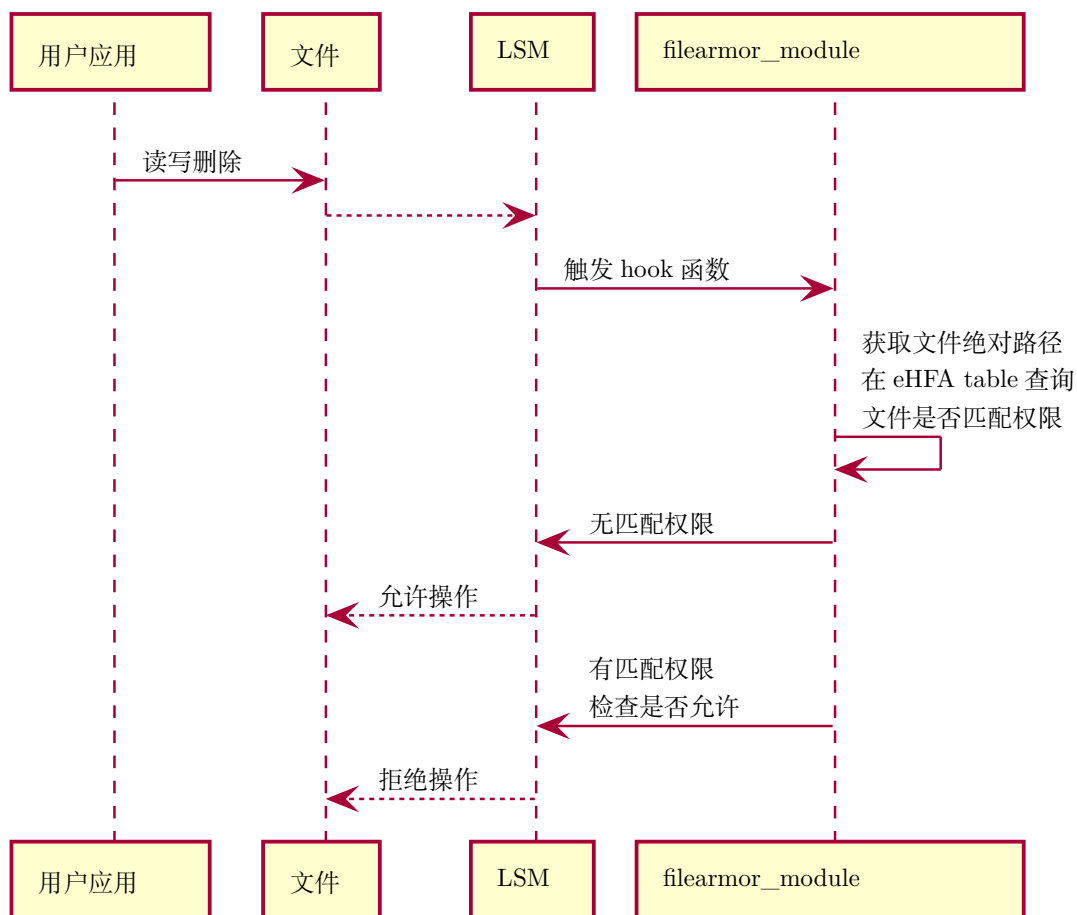 用户应用
文件
LSM
filearmor_module
读写删除
触发 hook 函数
获取文件绝对路径
在 eHFA table 查询
文件是否匹配权限
无匹配权限
允许操作
有匹配权限
检查是否允许
拒绝操作
用户应用
文件
LSM
filearmor_module